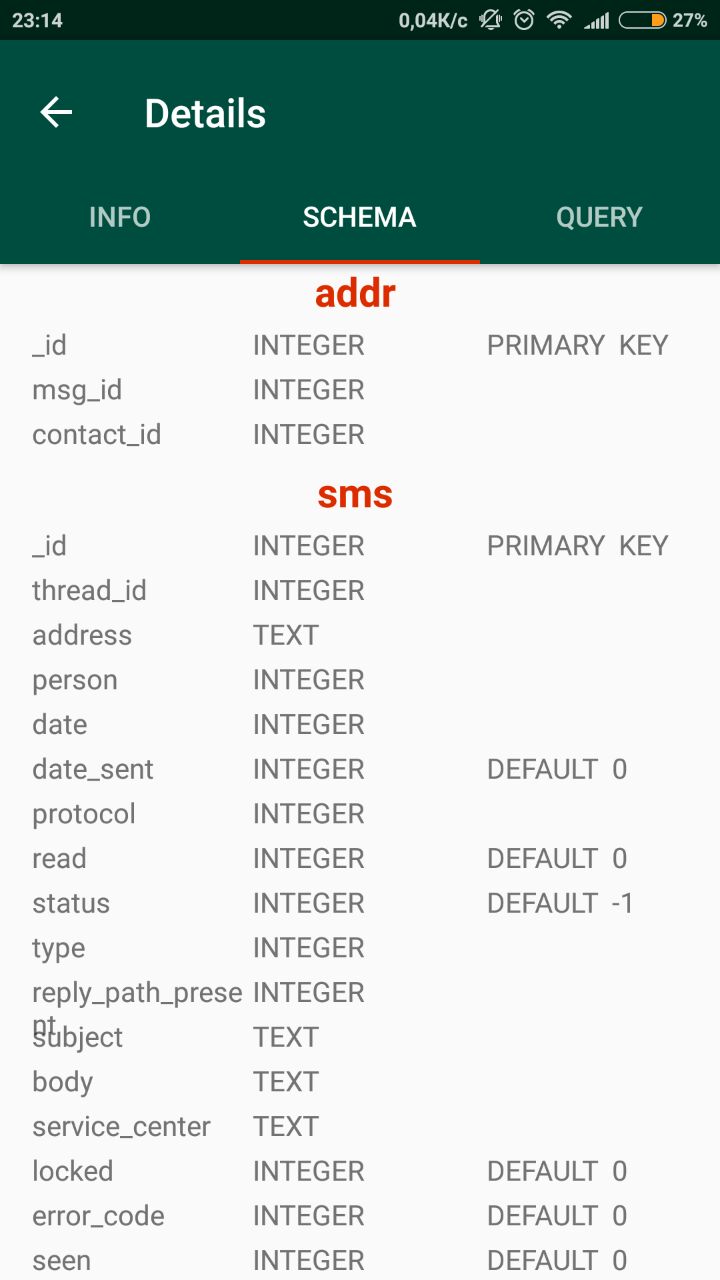 23:14 0,04K/c 27%
Details
INFO SCHEMA QUERY
addr
_id INTEGER PRIMARY KEY
msg_id INTEGER
contact_id INTEGER
sms
_id INTEGER PRIMARY KEY
thread_id INTEGER
address TEXT
person INTEGER
date INTEGER
date_sent INTEGER DEFAULT 0
protocol INTEGER
read INTEGER DEFAULT 0
status INTEGER DEFAULT -1
type INTEGER
reply_path_prese INTEGER
nt
subject TEXT
body TEXT
service_center TEXT
locked INTEGER DEFAULT 0
error_code INTEGER DEFAULT 0
seen INTEGER DEFAULT 0